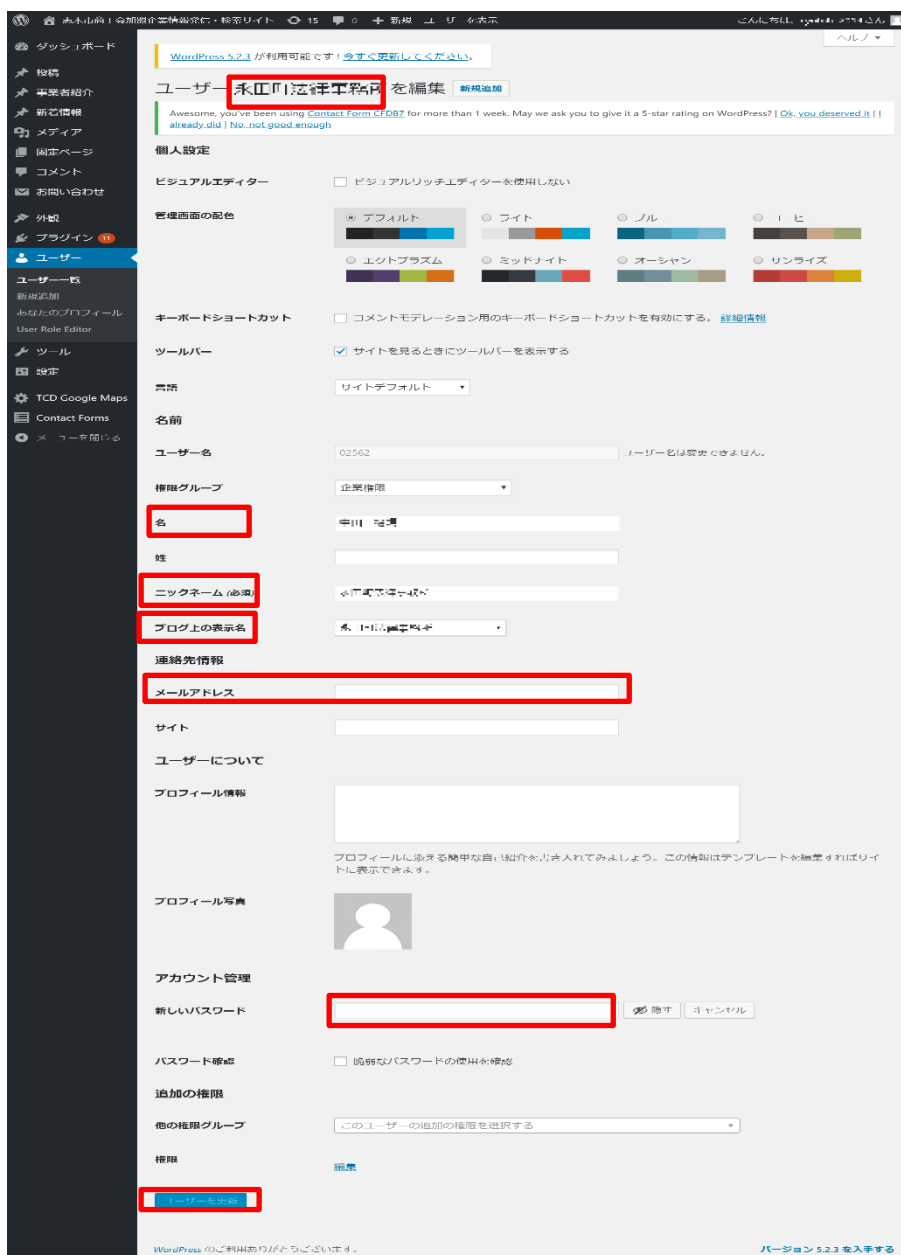 15 0 新規 を表示
ヘルプ
ダッシュボード
投稿
事業者紹介
新着情報
メディア
固定ページ
コメント
お問い合わせ
外観
プラグイン 11
ユーザー
ユーザー一覧
新規追加
あなたのプロフィール
User Role Editor
ツール
設定
TCD Google Maps
Contact Forms
メニューを閉じる
WordPress 5.2.3 が利用可能です ! 今すぐ更新してください。
ユーザー を編集 新規追加
Awesome, you've been using Contact Form CFDB7 for more than 1 week. May we ask you to give it a 5-star rating on WordPress? | Ok, you deserved it | I
already did | No, not good enough
個人設定
ビジュアルエディター ビジュアルリッチエディターを使用しない
管理画面の配色 デフォルト ライト ブルー
エクトプラズム ミッドナイト オーシャン サンライズ
キーボードショートカット コメントモデレーション用のキーボードショートカットを有効にする。 詳細情報
ツールバー サイトを見るときにツールバーを表示する
言語 サイトデフォルト
名前
ユーザー名 02562 ユーザー名は変更できません。
権限グループ 企業権限
名
姓
ニックネーム (必須)
ブログ上の表示名
連絡先情報
メールアドレス
サイト
ユーザーについて
プロフィール情報
プロフィールに添える簡単な自己紹介を書き入れてみましょう。この情報はテンプレートを編集すればサイ
トに表示できます。
プロフィール写真
アカウント管理
新しいパスワード 隠す キャンセル
パスワード確認 脆弱なパスワードの使用を確認
追加の権限
他の権限グループ このユーザーの追加の権限を選択する
権限 編集
ユーザーを更新
WordPress のご利用ありがとうございます。 バージョン 5.2.3 を入手する